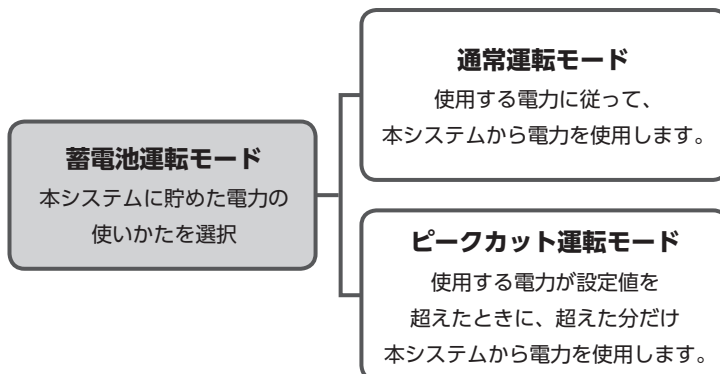 蓄電池運転モード
本システムに貯めた電力の
使いかたを選択
通常運転モード
使用する電力に従って、
本システムから電力を使用します。
ピークカット運転モード
使用する電力が設定値を
超えたときに、超えた分だけ
本システムから電力を使用します。